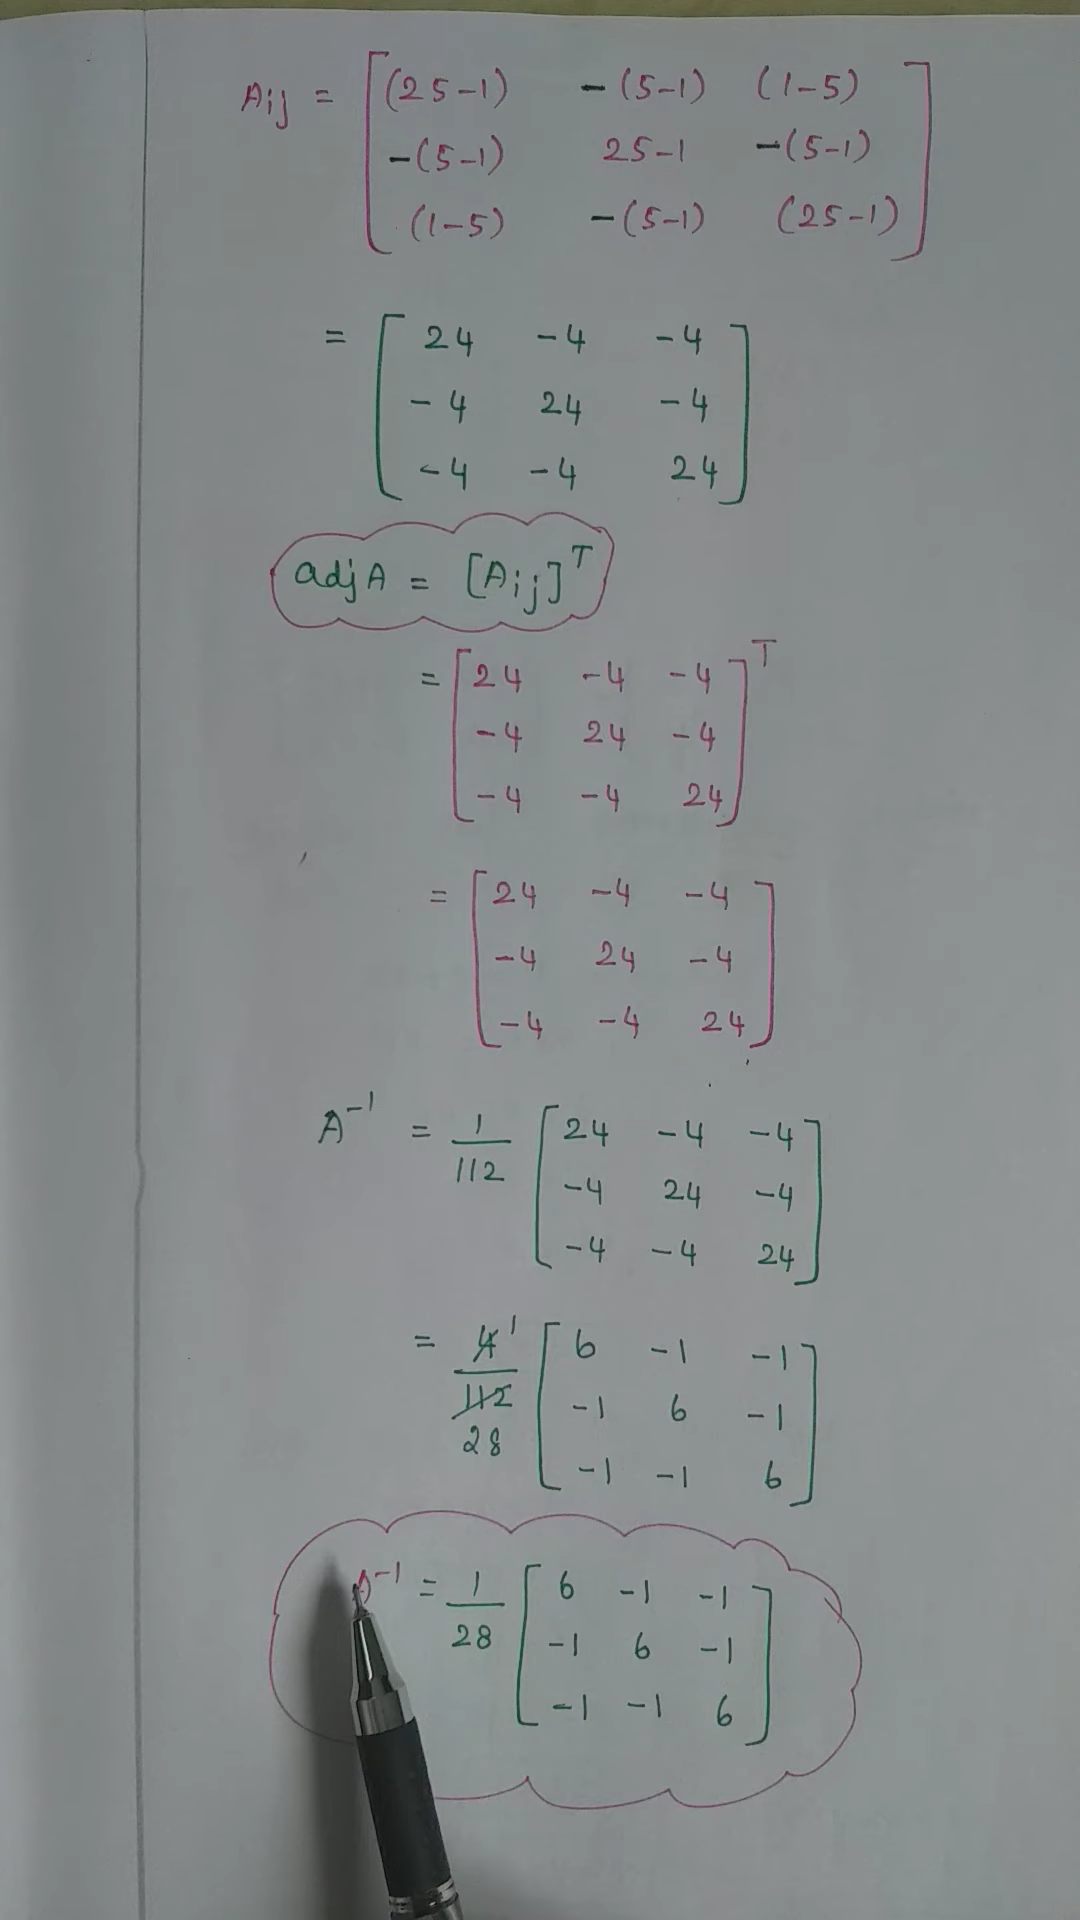 Aij = [ (25-1) -(5-1) (1-5)
-(5-1) 25-1 -(5-1)
(1-5) -(5-1) (25-1) ]
= [ 24 -4 -4
-4 24 -4
-4 -4 24 ]
adjA = [Aij]^T
= [ 24 -4 -4
-4 24 -4
-4 -4 24 ]^T
= [ 24 -4 -4
-4 24 -4
-4 -4 24 ]
A^-1 = 1/112 [ 24 -4 -4
-4 24 -4
-4 -4 24 ]
= 4 1/112 28 [ 6 -1 -1
-1 6 -1
-1 -1 6 ]
A^-1 = 1/28 [ 6 -1 -1
-1 6 -1
-1 -1 6 ]